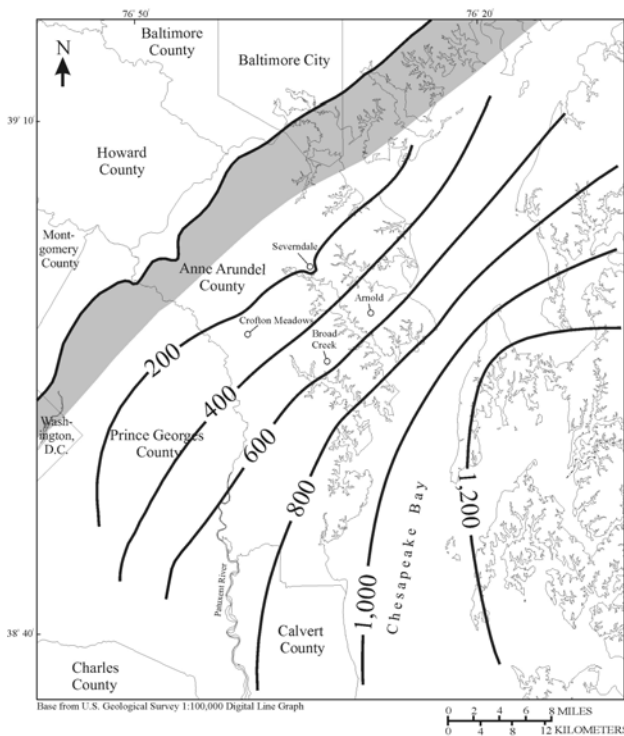 76° 50'
76° 20'
Baltimore
County
Baltimore City
N
39° 10
Howard
County
Mont-
gomery
County
Severndale
Anne Arundel
County
Arnold
Crofton Meadows
Broad
Creek
200
400
600
800
1,000
1,200
Wash-
ington,
D.C.
Prince Georges
County
Chesapeake Bay
Patuxent River
38° 40
Calvert
County
Charles
County
Base from U.S. Geological Survey 1:100,000 Digital Line Graph
0 2 4 6 8 MILES
0 4 8 12 KILOMETERS